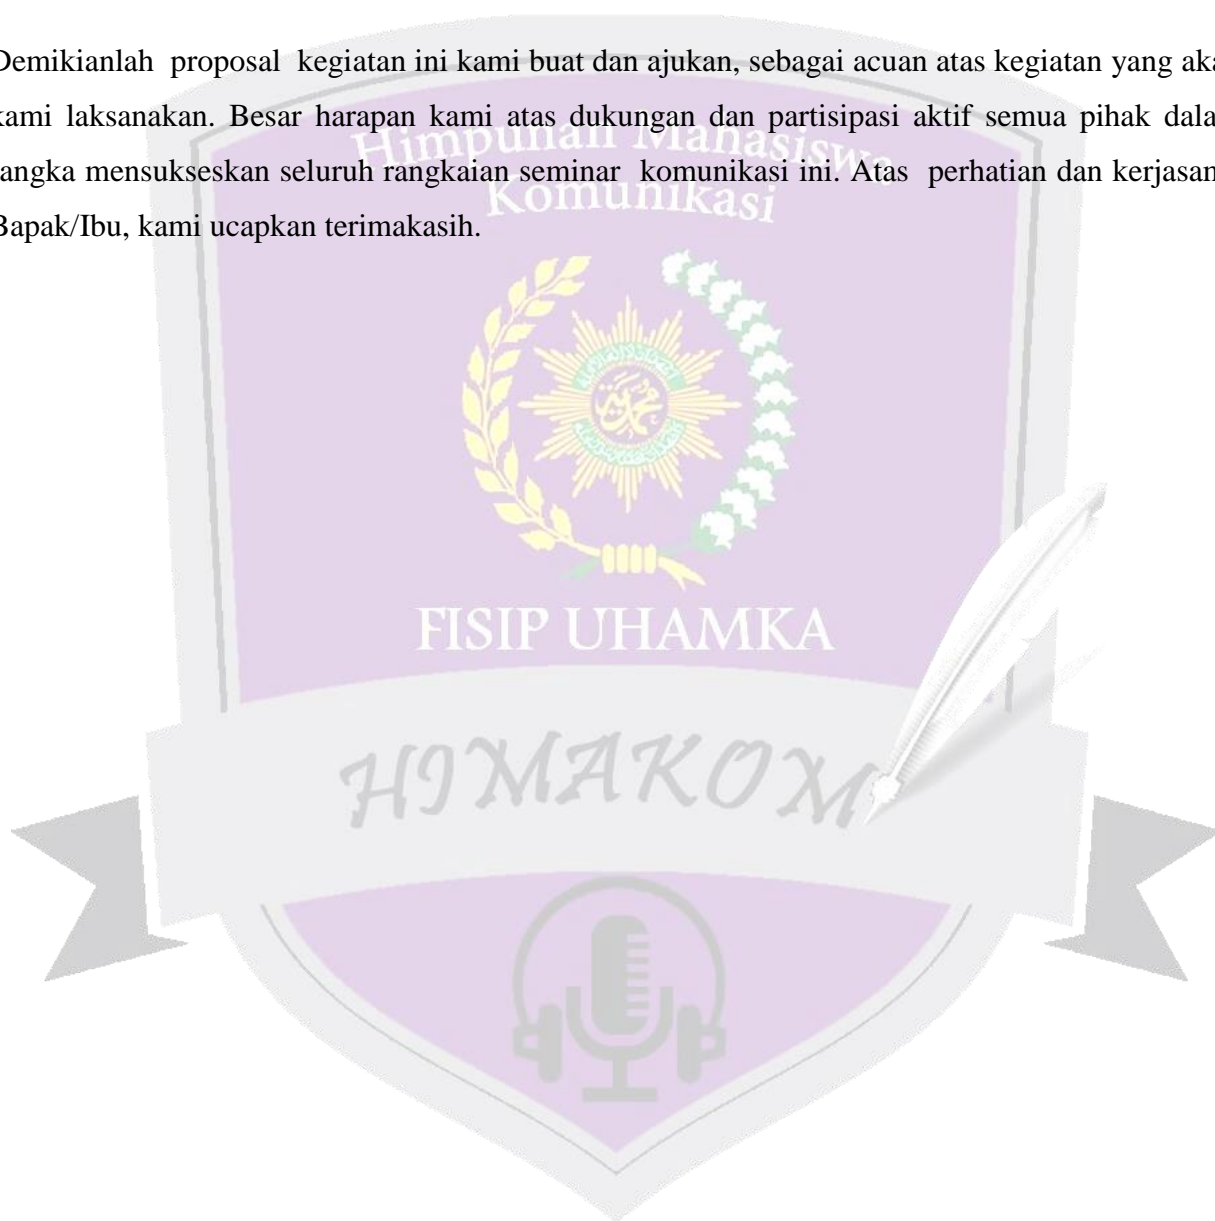 Demikianlah proposal kegiatan ini kami buat dan ajukan, sebagai acuan atas kegiatan yang aka
kami laksanakan. Besar harapan kami atas dukungan dan partisipasi aktif semua pihak dala
rangka mensukseskan seluruh rangkaian seminar komunikasi ini. Atas perhatian dan kerjasan
Bapak/Ibu, kami ucapkan terimakasih.
Himpunan Mahasiswa
Komunikasi
FISIP UHAMKA
HIMAKOM